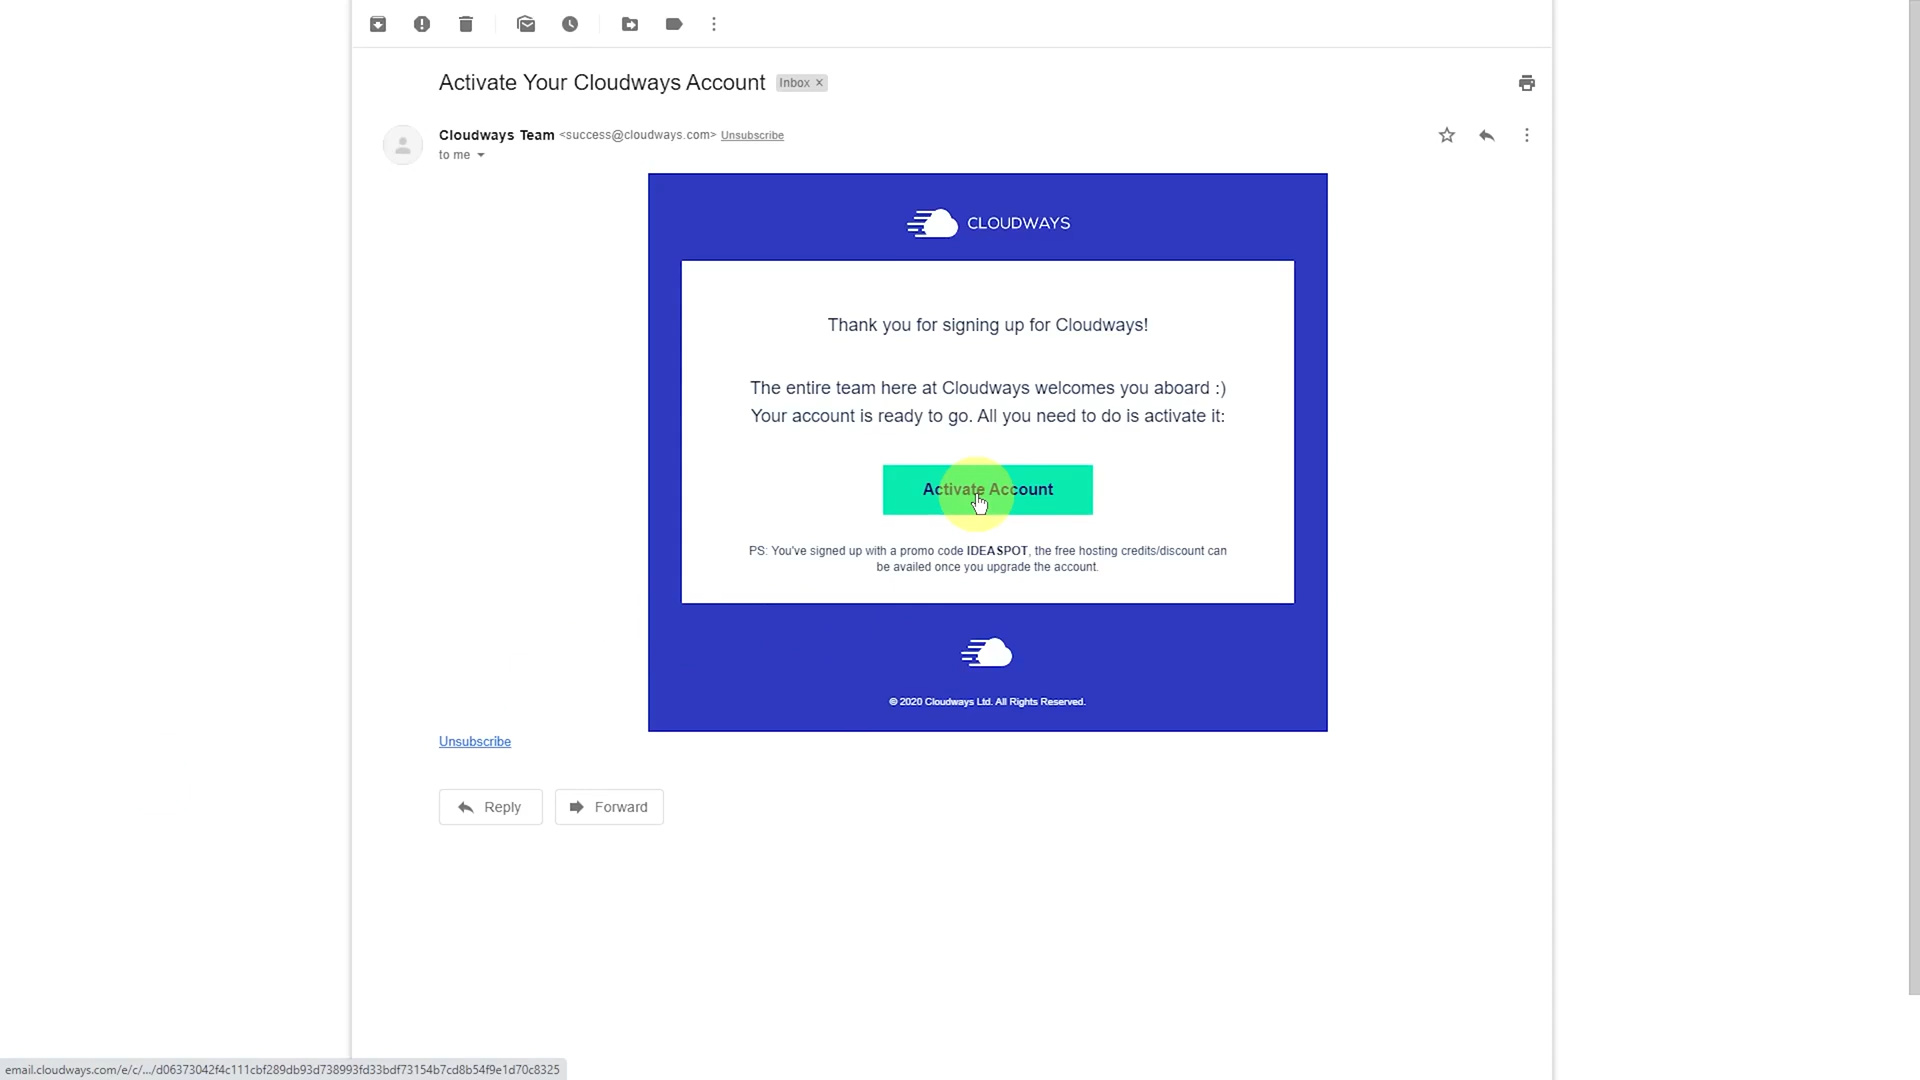 Activate Your Cloudways Account Inbox ×
Cloudways Team <success@cloudways.com> Unsubscribe
to me
CLOUDWAYS
Thank you for signing up for Cloudways!
The entire team here at Cloudways welcomes you aboard :)
Your account is ready to go. All you need to do is activate it:
Activate Account
PS: You've signed up with a promo code IDEASPOT, the free hosting credits/discount can
be availed once you upgrade the account.
© 2020 Cloudways Ltd. All Rights Reserved.
Unsubscribe
Reply Forward
email.cloudways.com/e/c/.../d06373042f4c111cbf289db93d738993fd33bdf73154b7cd8b54f9e1d70c8325